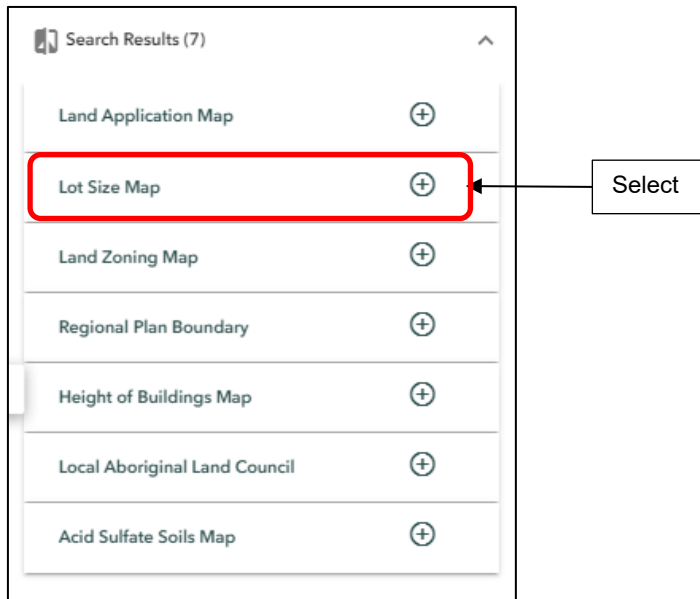 Search Results (7)
Land Application Map
Lot Size Map
Select
Land Zoning Map
Regional Plan Boundary
Height of Buildings Map
Local Aboriginal Land Council
Acid Sulfate Soils Map